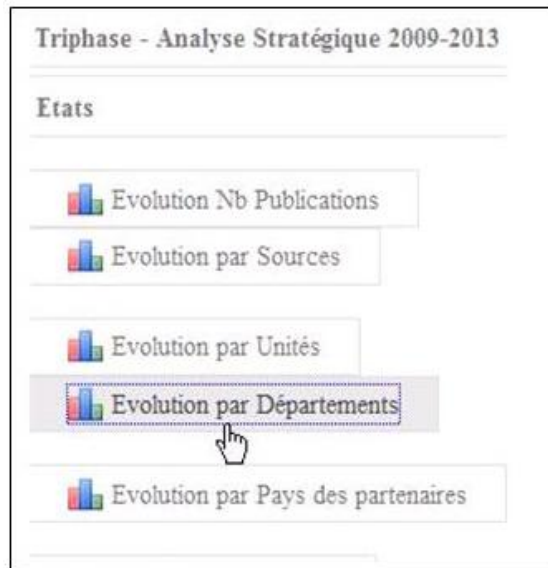 Triphase - Analyse Stratégique 2009-2013
Etats
Evolution Nb Publications
Evolution par Sources
Evolution par Unités
Evolution par Départements
Evolution par Pays des partenaires